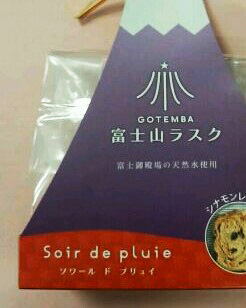 GOTEMBA
富士山ラスク
富士御殿場の天然水使用
シナモンレ
Soir de pluie
ソワール ド プリュイ